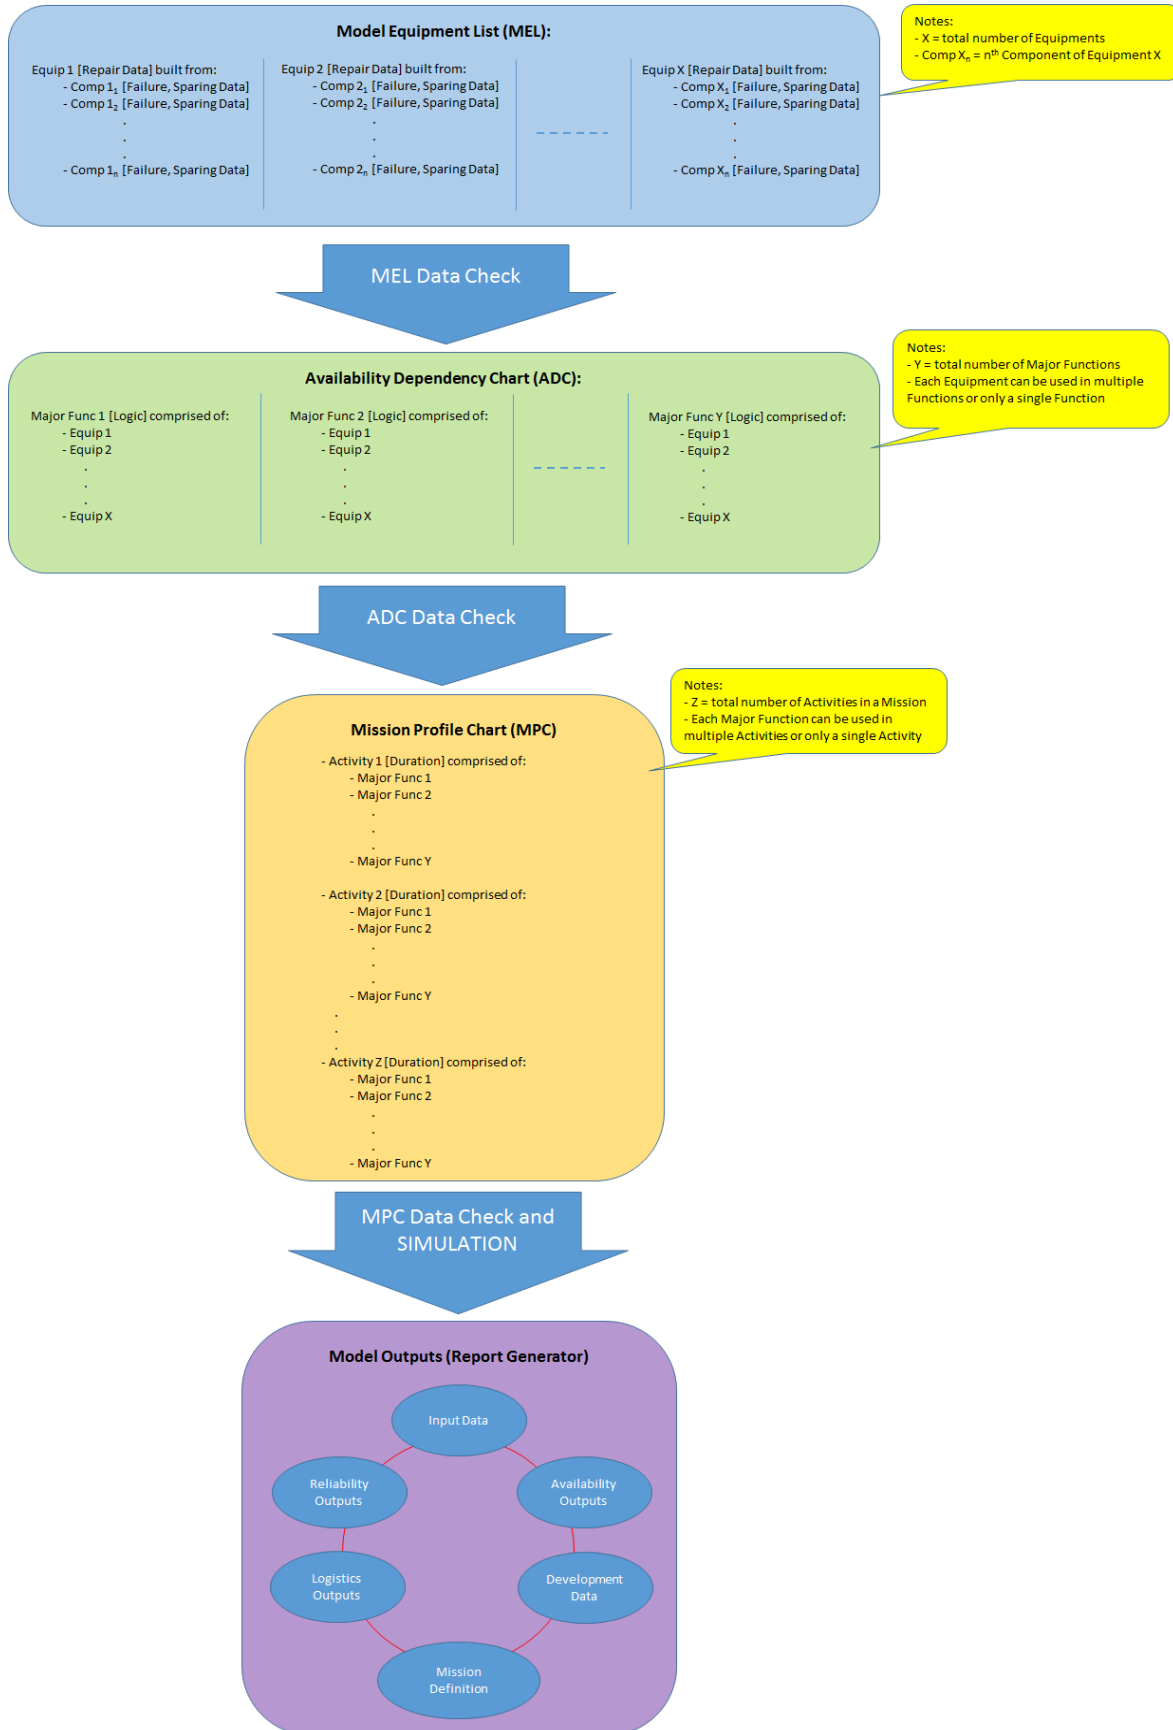 Model Equipment List (MEL):
Notes:
- X = total number of Equipments
- Comp Xₙ = nᵗʰ Component of Equipment X
Equip 1 [Repair Data] built from:
- Comp 1₁ [Failure, Sparing Data]
- Comp 1₂ [Failure, Sparing Data]
.
.
.
- Comp 1ₙ [Failure, Sparing Data]
Equip 2 [Repair Data] built from:
- Comp 2₁ [Failure, Sparing Data]
- Comp 2₂ [Failure, Sparing Data]
.
.
.
- Comp 2ₙ [Failure, Sparing Data]
Equip X [Repair Data] built from:
- Comp X₁ [Failure, Sparing Data]
- Comp X₂ [Failure, Sparing Data]
.
.
.
- Comp Xₙ [Failure, Sparing Data]
MEL Data Check
Availability Dependency Chart (ADC):
Notes:
- Y = total number of Major Functions
- Each Equipment can be used in multiple
Functions or only a single Function
Major Func 1 [Logic] comprised of:
- Equip 1
- Equip 2
.
.
.
- Equip X
Major Func 2 [Logic] comprised of:
- Equip 1
- Equip 2
.
.
.
- Equip X
Major Func Y [Logic] comprised of:
- Equip 1
- Equip 2
.
.
.
- Equip X
ADC Data Check
Notes:
- Z = total number of Activities in a Mission
- Each Major Function can be used in
multiple Activities or only a single Activity
Mission Profile Chart (MPC)
- Activity 1 [Duration] comprised of:
- Major Func 1
- Major Func 2
.
.
.
- Major Func Y
- Activity 2 [Duration] comprised of:
- Major Func 1
- Major Func 2
.
.
.
- Major Func Y
.
.
.
- Activity Z [Duration] comprised of:
- Major Func 1
- Major Func 2
.
.
.
- Major Func Y
MPC Data Check and
SIMULATION
Model Outputs (Report Generator)
Input Data
Reliability
Outputs
Availability
Outputs
Logistics
Outputs
Development
Data
Mission
Definition